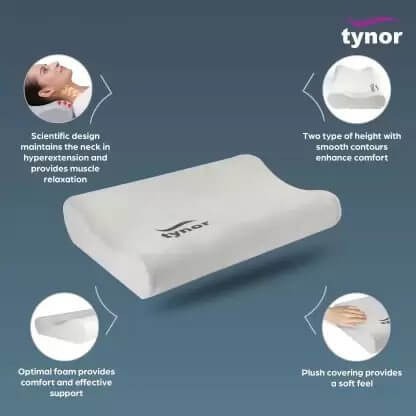 tynor
Scientific design
maintains the neck in
hyperextension and
provides muscle
relaxation
Two type of height with
smooth contours
enhance comfort
tynor
Optimal foam provides
comfort and effective
support
Plush covering provides
a soft feel